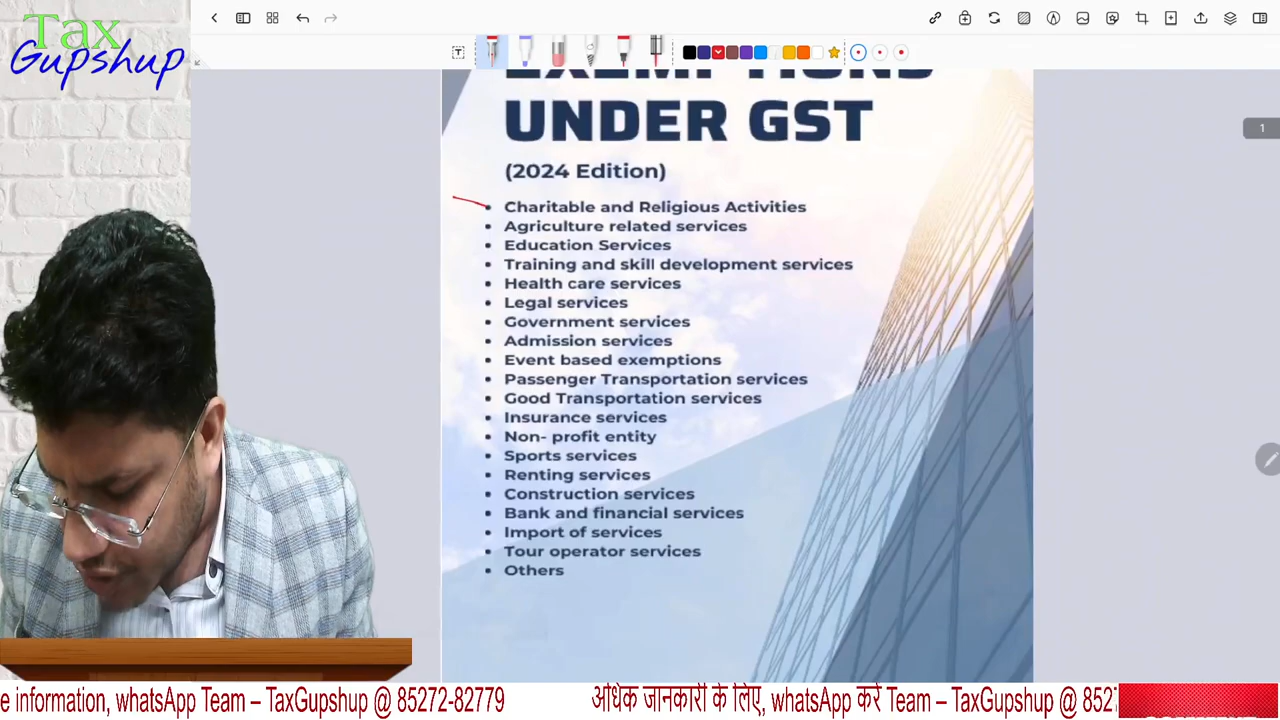 Tax
Gupshup
EXEMPTIONS
UNDER GST
(2024 Edition)
1
• Charitable and Religious Activities
• Agriculture related services
• Education Services
• Training and skill development services
• Health care services
• Legal services
• Government services
• Admission services
• Event based exemptions
• Passenger Transportation services
• Good Transportation services
• Insurance services
• Non- profit entity
• Sports services
• Renting services
• Construction services
• Bank and financial services
• Import of services
• Tour operator services
• Others
e information, whatsApp Team – TaxGupshup @ 85272-82779 अधिक जानकारी के लिए, whatsApp करें Team – TaxGupshup @ 852